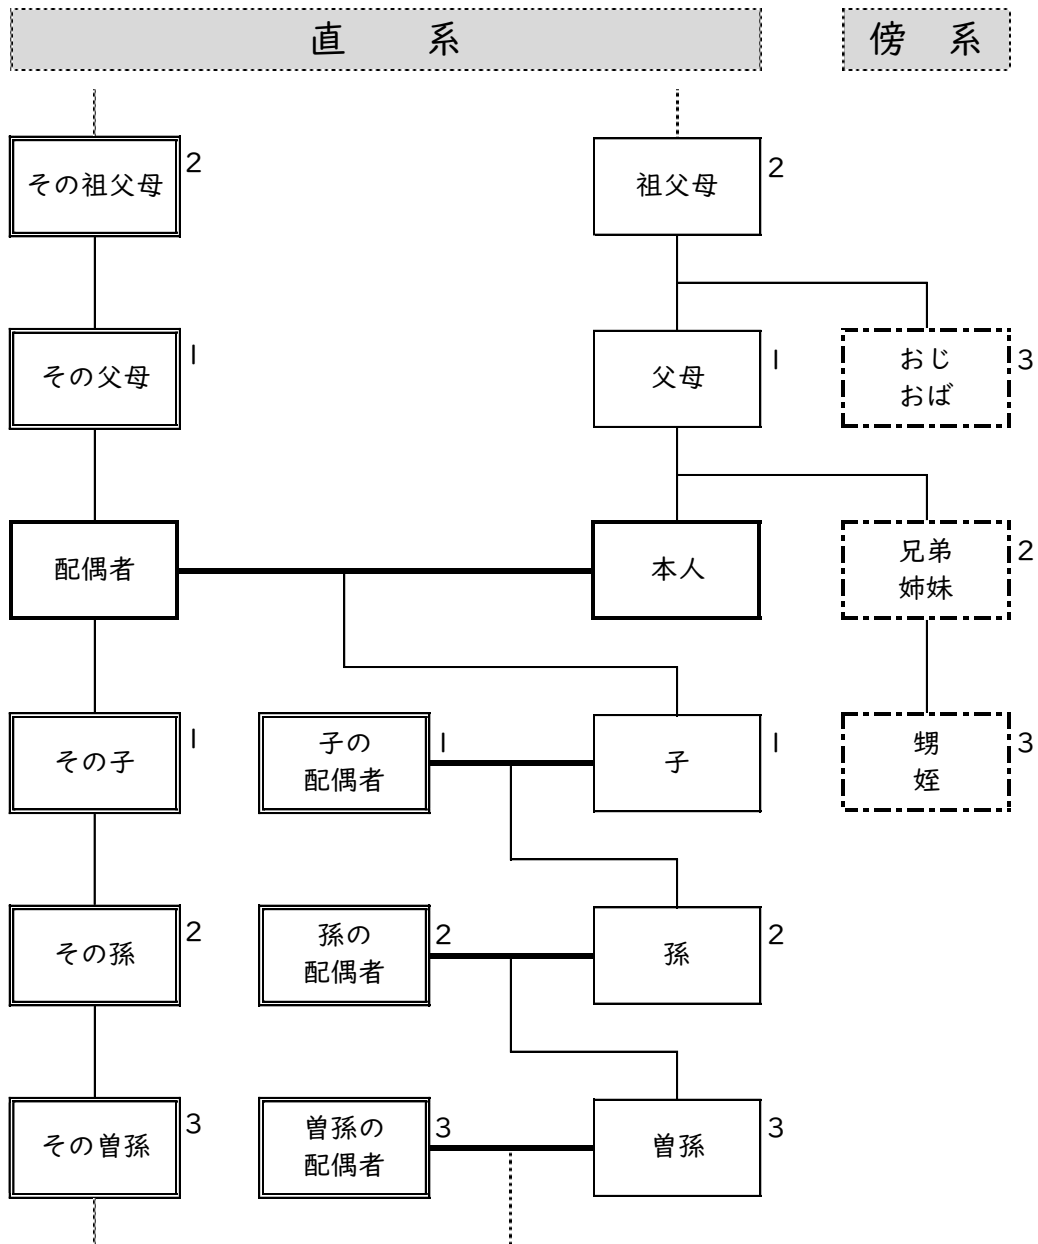 直系
傍系
その祖父母
2
祖父母
2
その父母
1
父母
1
おじ
おば
3
配偶者
本人
兄弟
姉妹
2
その子
1
子の
配偶者
1
子
1
甥
姪
3
その孫
2
孫の
配偶者
2
孫
2
その曽孫
3
曽孫の
配偶者
3
曽孫
3